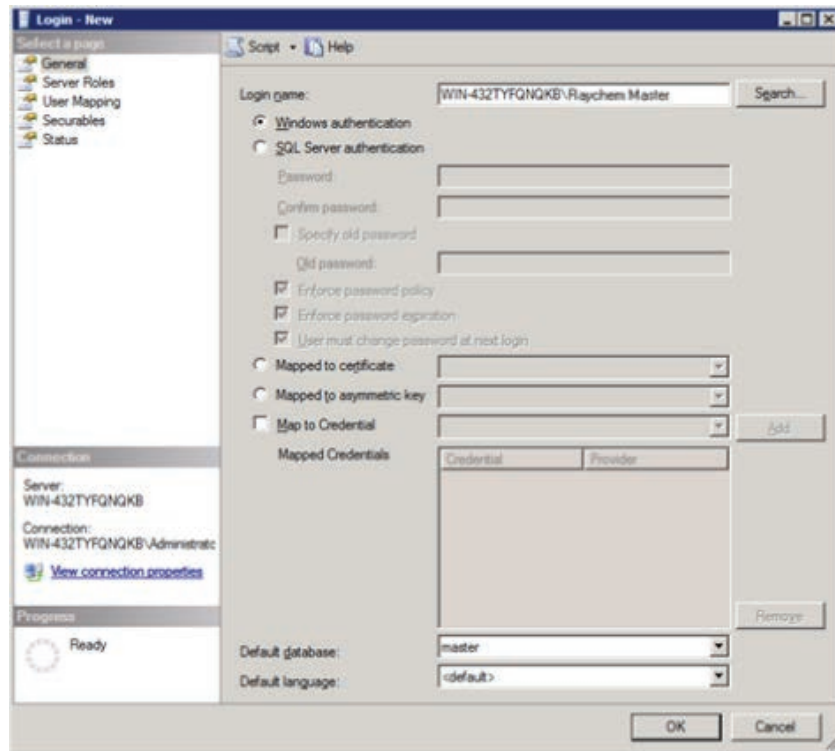 Login - New
Select a page
General
Server Roles
User Mapping
Securables
Status
Script
Help
Login name:
WIN-432TYFQNQKB\Raychem Master
Search...
Windows authentication
SQL Server authentication
Password:
Confirm password:
Specify old password
Old password:
Enforce password policy
Enforce password expiration
User must change password at next login
Mapped to certificate
Mapped to asymmetric key
Map to Credential
Add
Mapped Credentials
Credential
Provider
Remove
Default database:
master
Default language:
<default>
Connection
Server:
WIN-432TYFQNQKB
Connection:
WIN-432TYFQNQKB\Administratc
View connection properties
Progress
Ready
OK
Cancel